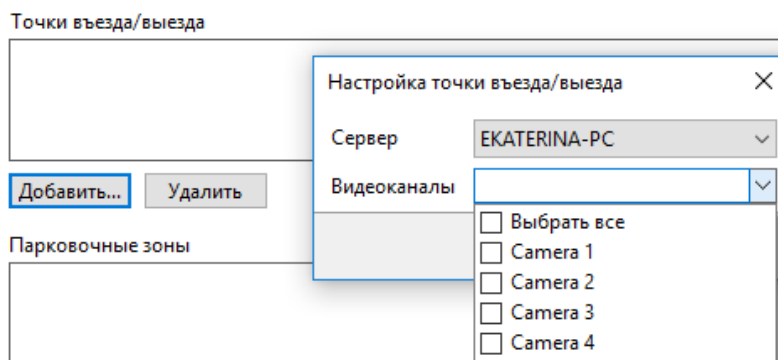 Точки въезда/выезда
Настройка точки въезда/выезда
Сервер EKATERINA-PC
Добавить... Удалить
Видеоканалы
Выбрать все
Парковочные зоны
Camera 1
Camera 2
Camera 3
Camera 4